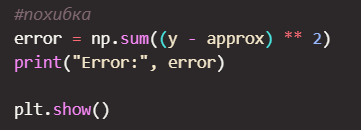 #похибка
error = np.sum((y - approx) ** 2)
print("Error:", error)
plt.show()